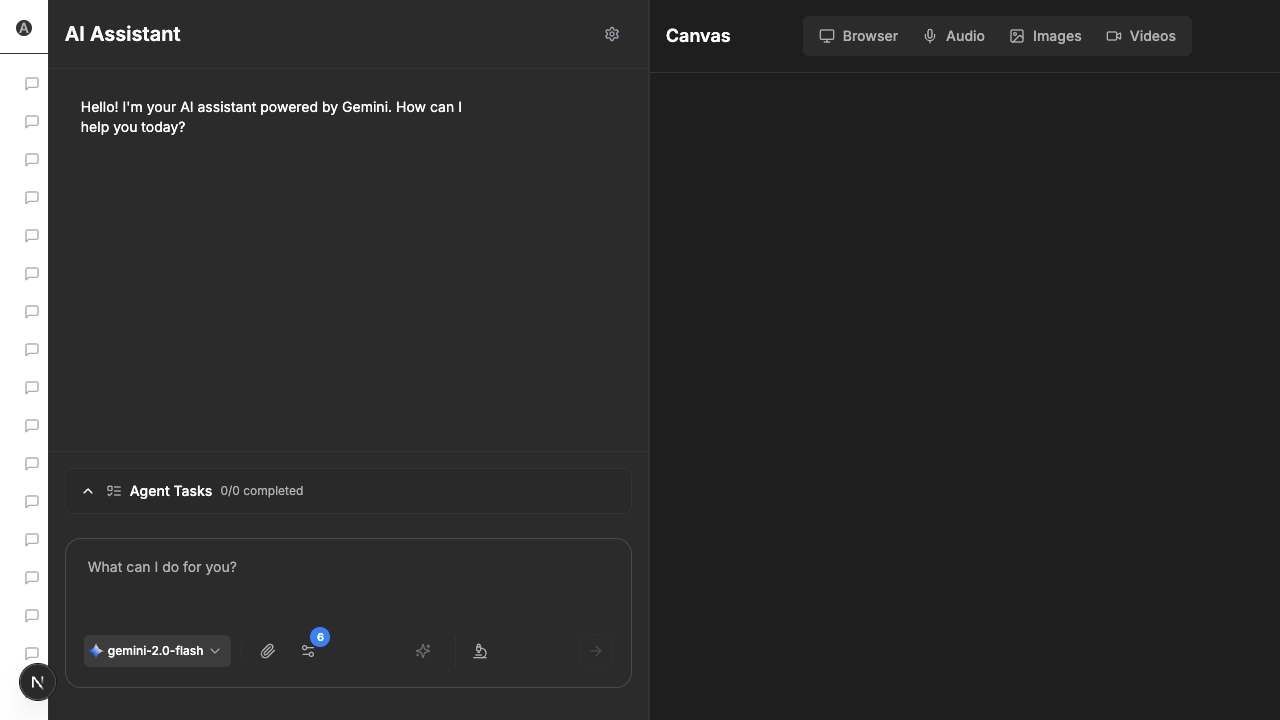 A
AI Assistant
Canvas
Browser
Audio
Images
Videos
Hello! I'm your AI assistant powered by Gemini. How can I
help you today?
Agent Tasks 0/0 completed
What can I do for you?
6
gemini-2.0-flash
N